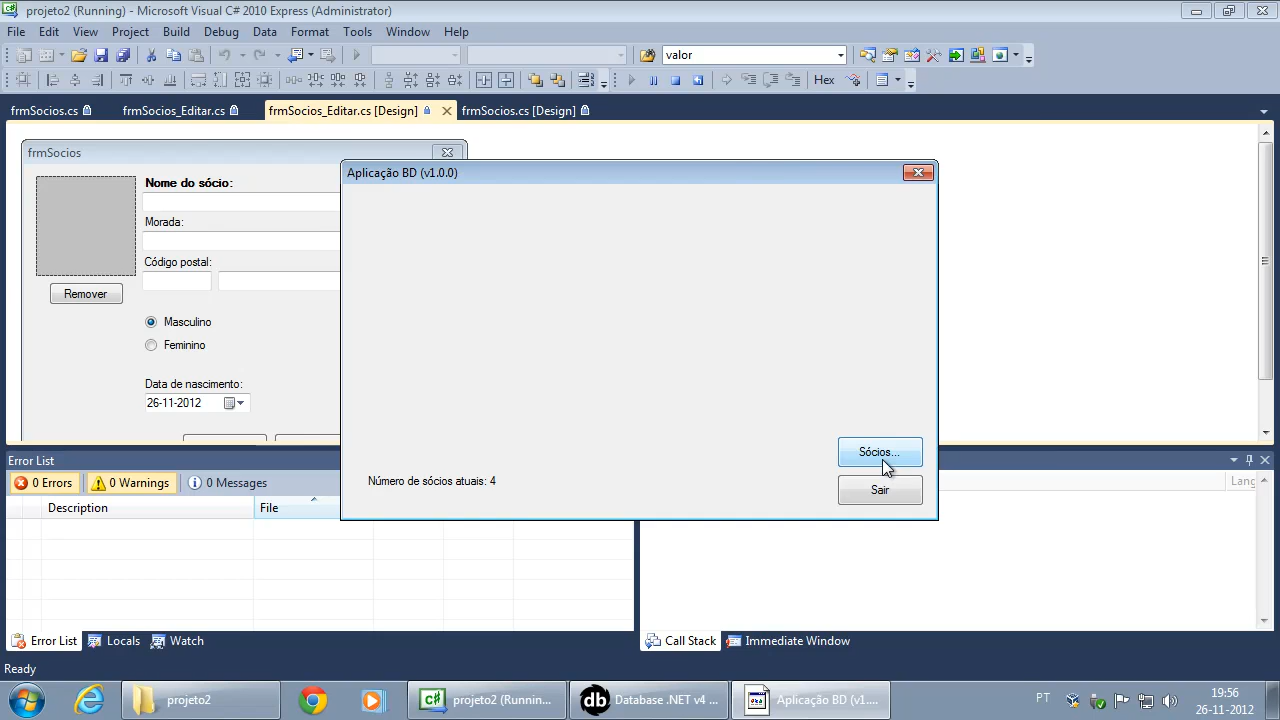 projeto2 (Running) - Microsoft Visual C# 2010 Express (Administrator)
File Edit View Project Build Debug Data Format Tools Window Help
valor
Hex
frmSocios.cs frmSocios_Editar.cs frmSocios_Editar.cs [Design] frmSocios.cs [Design]
frmSocios
Aplicação BD (v1.0.0)
Nome do sócio:
Morada:
Código postal:
Remover
Masculino
Feminino
Data de nascimento:
26-11-2012
Sócios...
Número de sócios atuais: 4
Sair
Error List
0 Errors 0 Warnings 0 Messages
Lang
Description File
Error List Locals Watch
Call Stack Immediate Window
Ready
projeto2
projeto2 (Runnin...
db Database .NET v4 ...
Aplicação BD (v1....
PT
19:56
26-11-2012